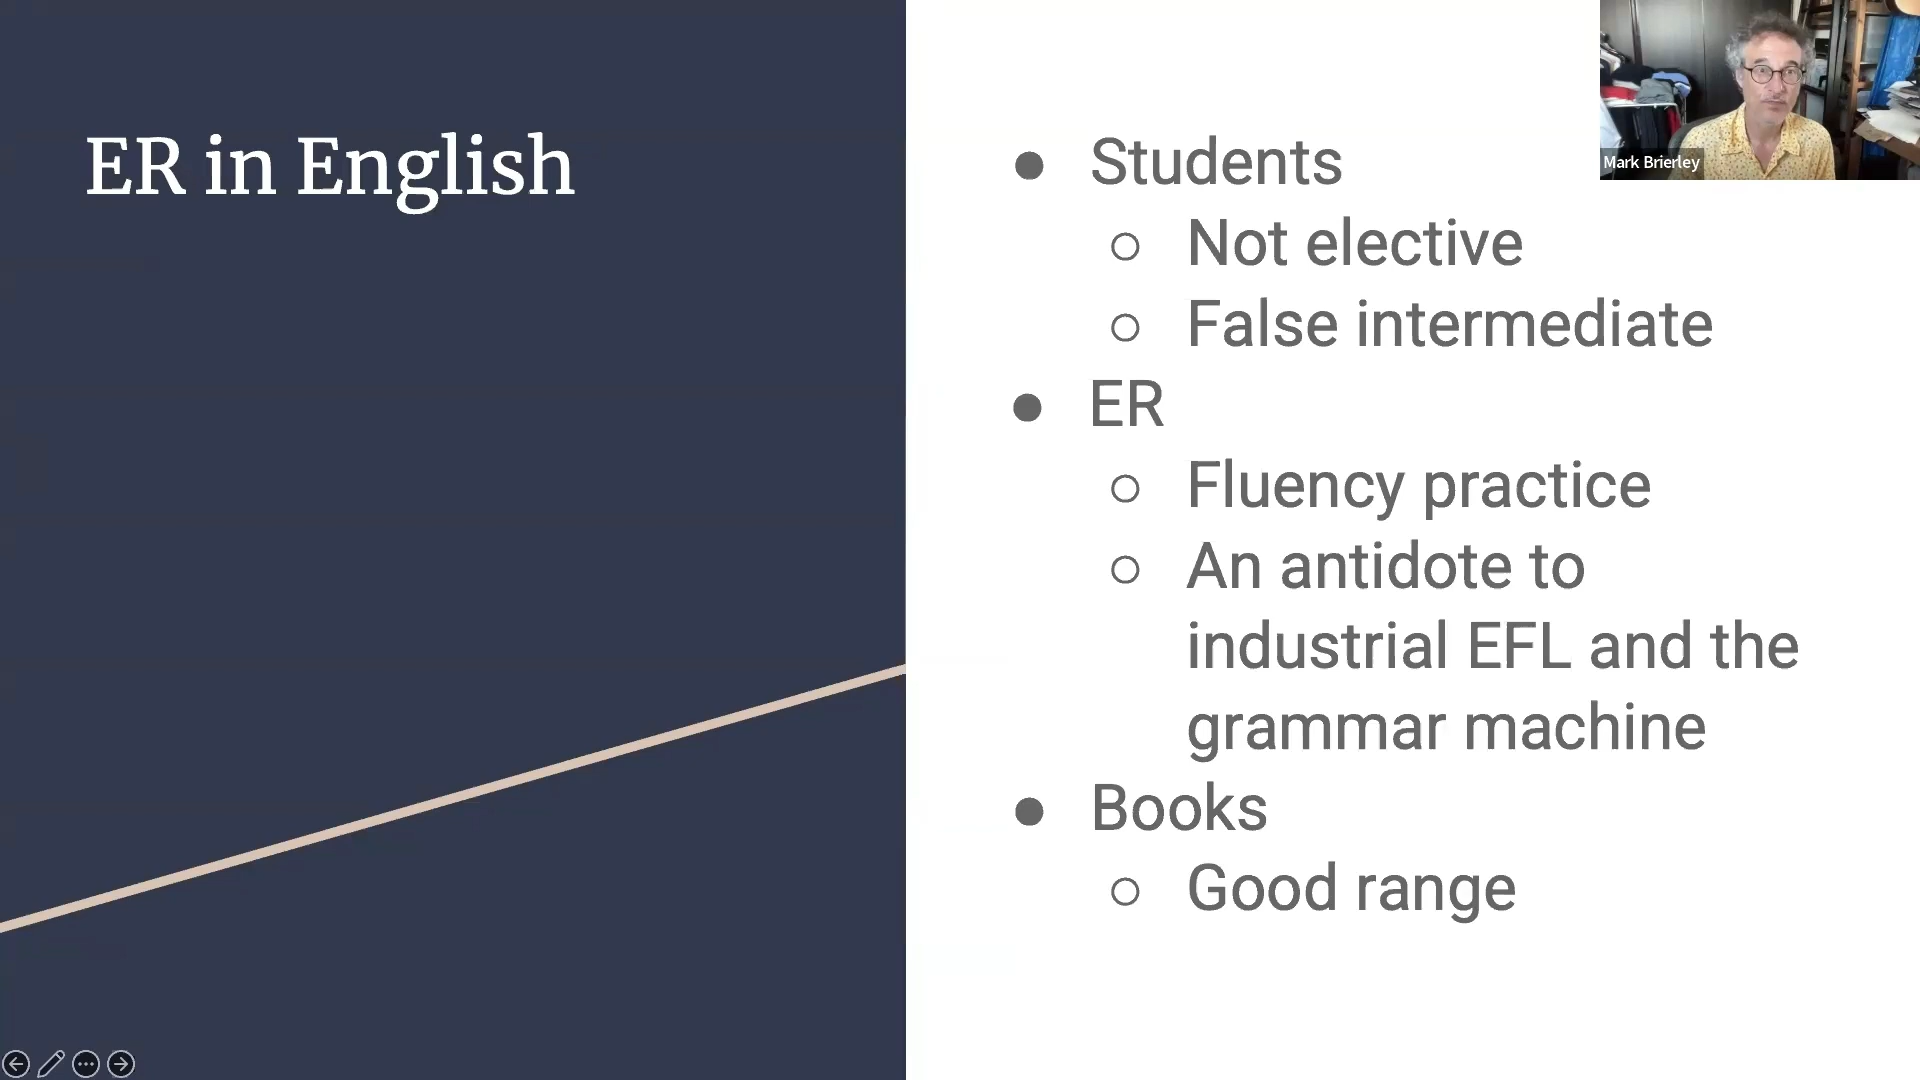 ER in English
Students
Not elective
False intermediate
ER
Fluency practice
An antidote to
industrial EFL and the
grammar machine
Books
Good range
Mark Brierley